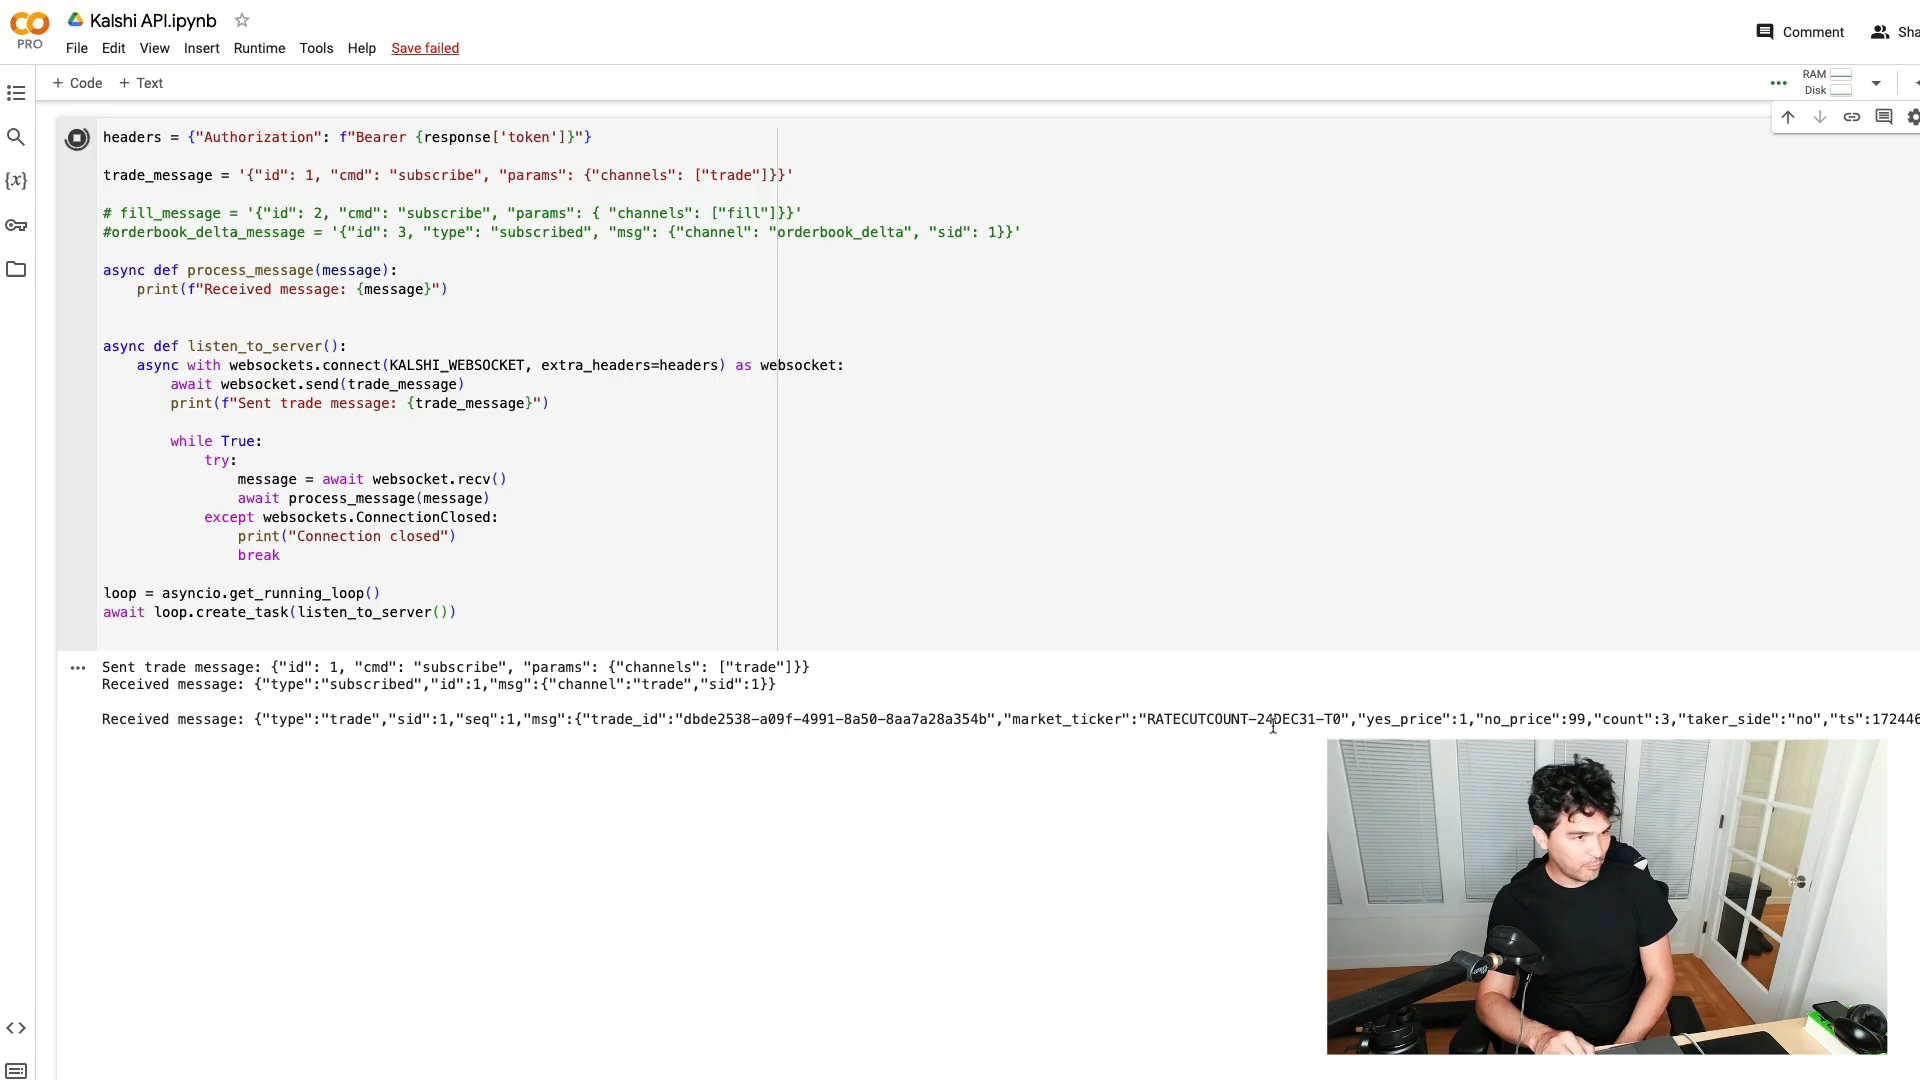 Kalshi API.ipynb
PRO
File Edit View Insert Runtime Tools Help Save failed
Comment
Sha
+ Code + Text
RAM
Disk
headers = {"Authorization": f"Bearer {response['token']}"}
trade_message = '{"id": 1, "cmd": "subscribe", "params": {"channels": ["trade"]}}'
# fill_message = '{"id": 2, "cmd": "subscribe", "params": { "channels": ["fill"]}}'
#orderbook_delta_message = '{"id": 3, "type": "subscribed", "msg": {"channel": "orderbook_delta", "sid": 1}}'
async def process_message(message):
print(f"Received message: {message}")
async def listen_to_server():
async with websockets.connect(KALSHI_WEBSOCKET, extra_headers=headers) as websocket:
await websocket.send(trade_message)
print(f"Sent trade message: {trade_message}")
while True:
try:
message = await websocket.recv()
await process_message(message)
except websockets.ConnectionClosed:
print("Connection closed")
break
loop = asyncio.get_running_loop()
await loop.create_task(listen_to_server())
Sent trade message: {"id": 1, "cmd": "subscribe", "params": {"channels": ["trade"]}}
Received message: {"type":"subscribed","id":1,"msg":{"channel":"trade","sid":1}}
Received message: {"type":"trade","sid":1,"seq":1,"msg":{"trade_id":"dbde2538-a09f-4991-8a50-8aa7a28a354b","market_ticker":"RATECUTCOUNT-24DEC31-T0","yes_price":1,"no_price":99,"count":3,"taker_side":"no","ts":172446